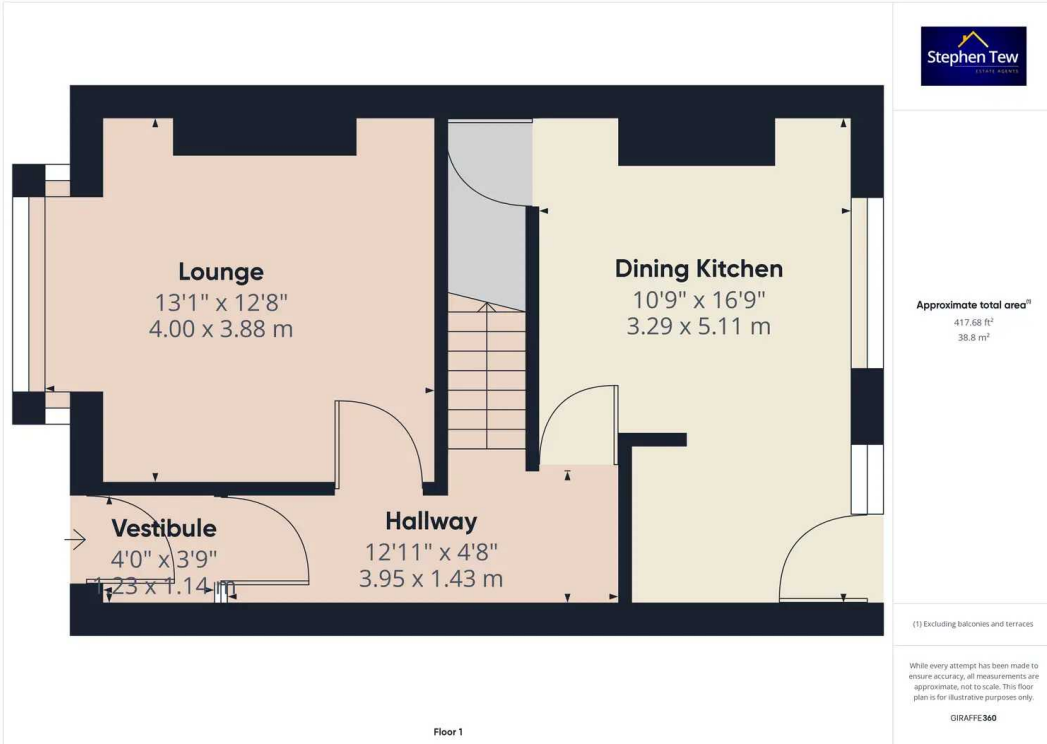 Stephen Tew
ESTATE AGENTS
Lounge
13'1" x 12'8"
4.00 x 3.88 m
Dining Kitchen
10'9" x 16'9"
3.29 x 5.11 m
Vestibule
4'0" x 3'9"
1.23 x 1.14 m
Hallway
12'11" x 4'8"
3.95 x 1.43 m
Floor 1
Approximate total area(1)
417.68 ft²
38.8 m²
(1) Excluding balconies and terraces
While every attempt has been made to
ensure accuracy, all measurements are
approximate, not to scale. This floor
plan is for illustrative purposes only.
GIRAFFE360